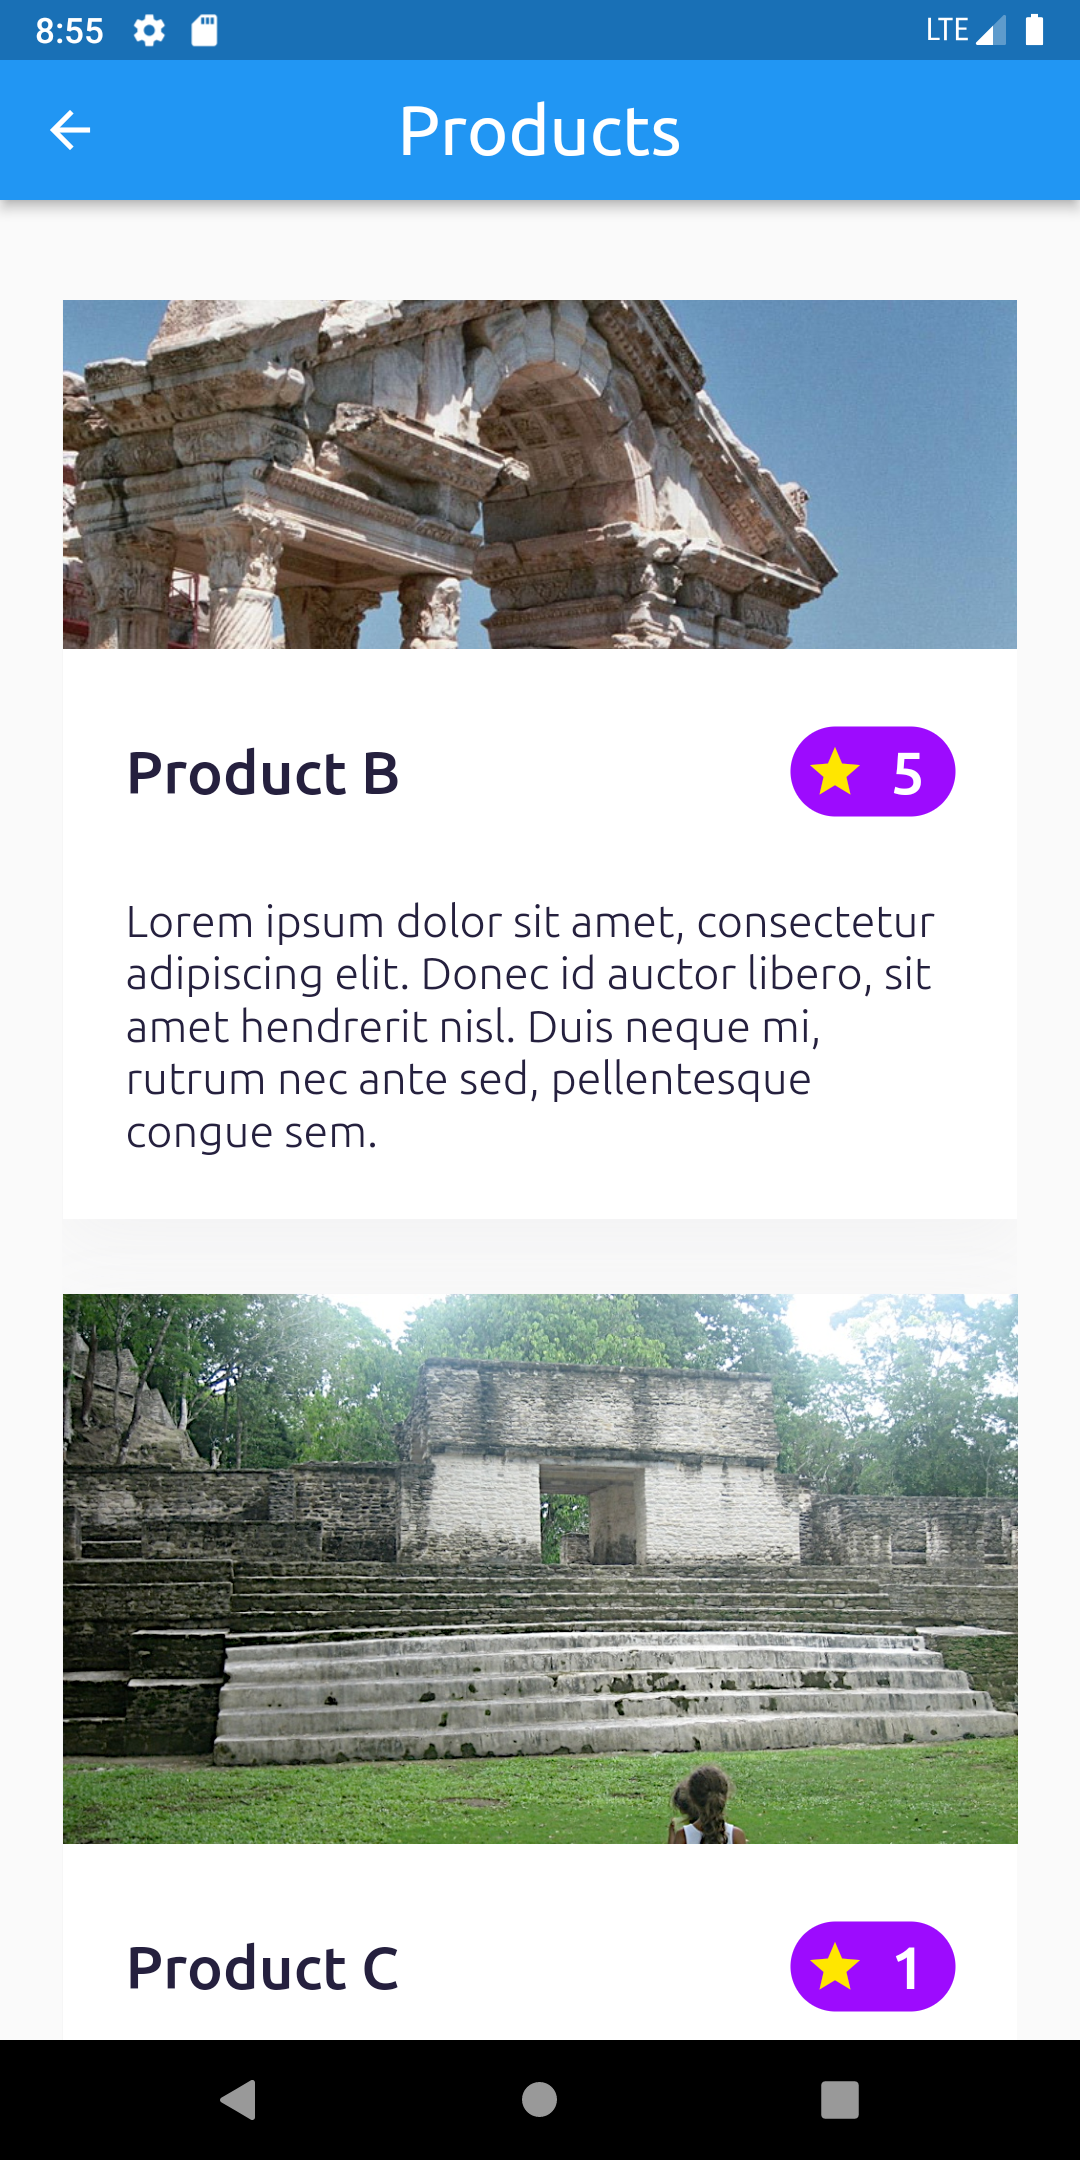 8:55
LTE
Products
Product B
5
Lorem ipsum dolor sit amet, consectetur
adipiscing elit. Donec id auctor libero, sit
amet hendrerit nisl. Duis neque mi,
rutrum nec ante sed, pellentesque
congue sem.
Product C
1